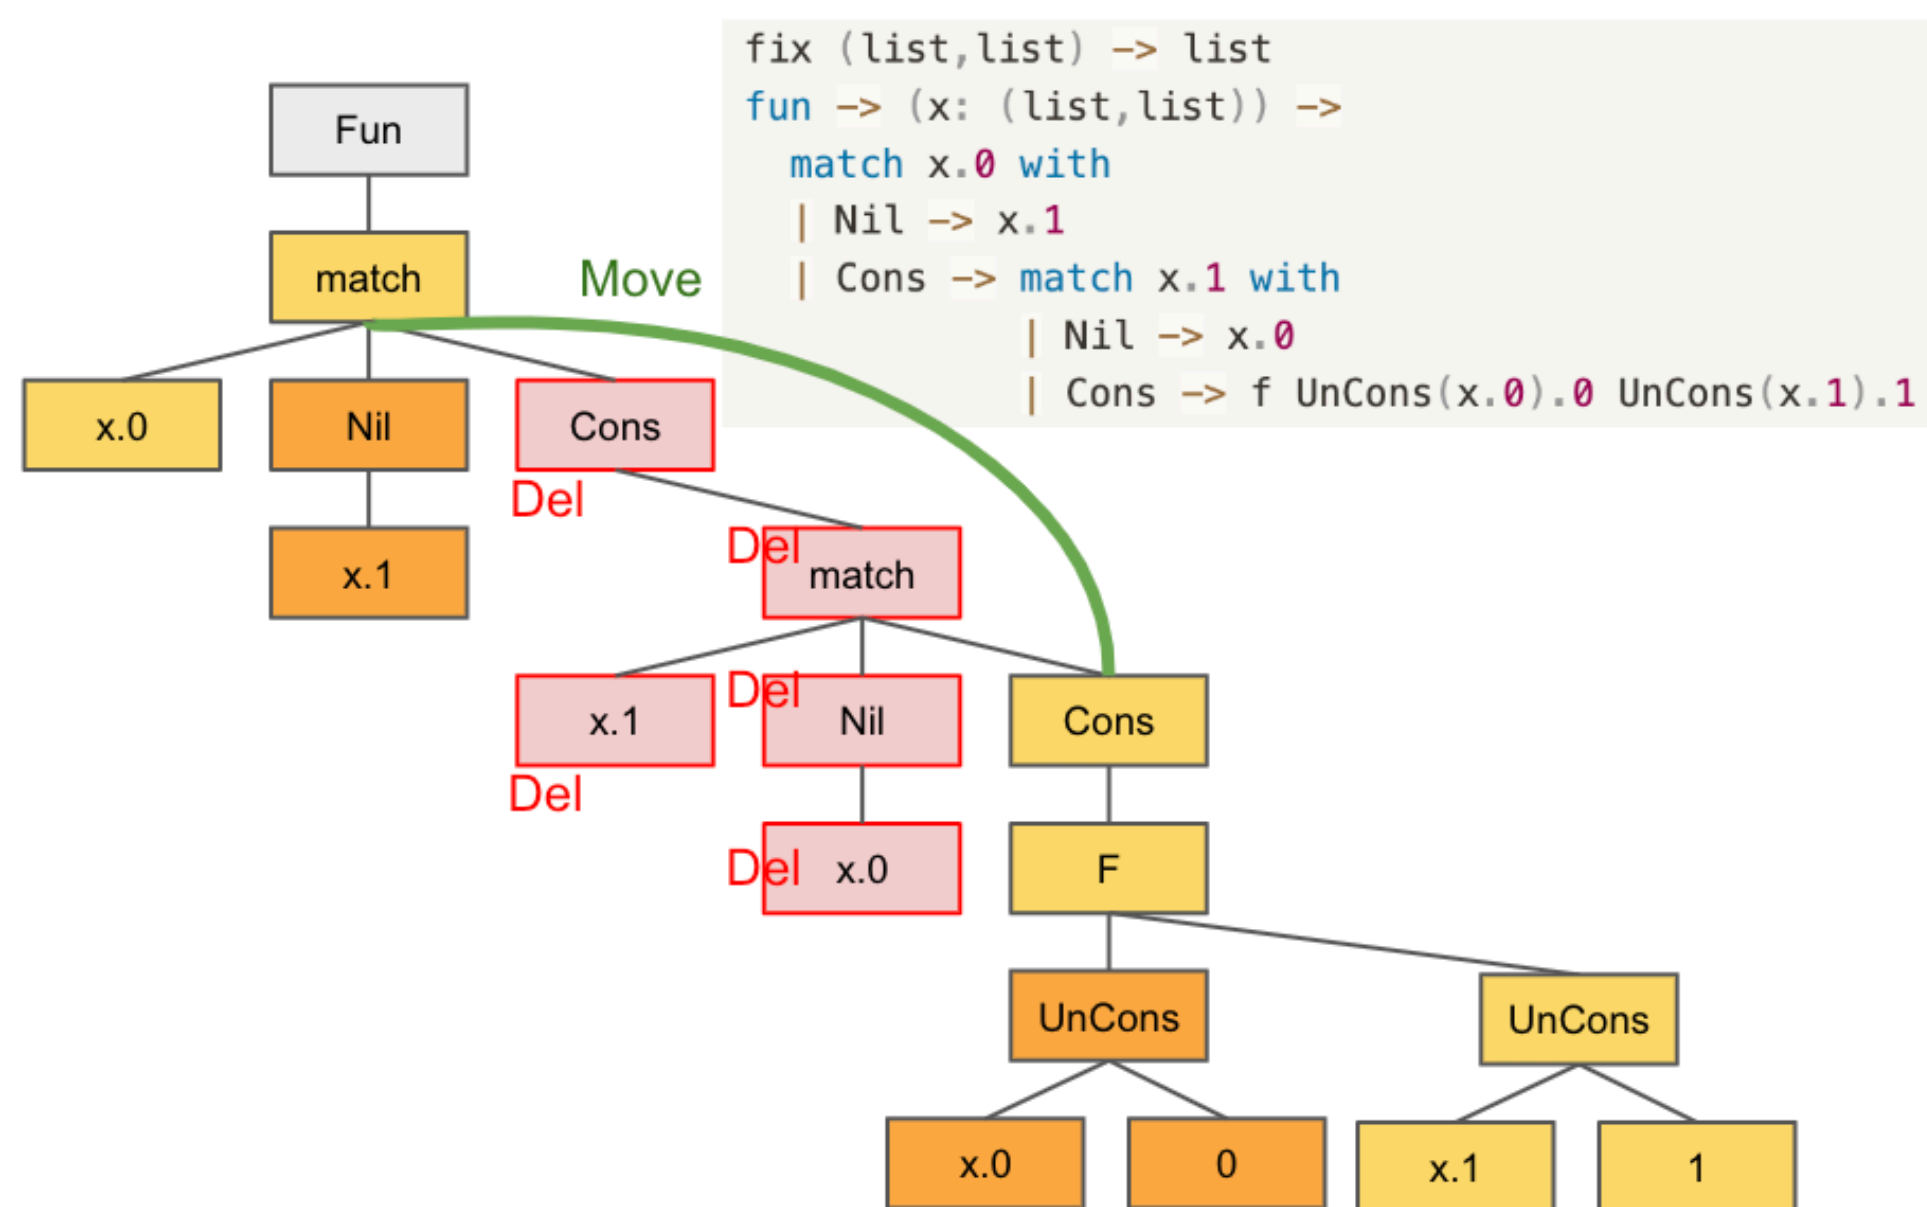 fix (list,list) -> list
fun -> (x: (list,list)) ->
match x.0 with
| Nil -> x.1
| Cons -> match x.1 with
| Nil -> x.0
| Cons -> f UnCons(x.0).0 UnCons(x.1).1
Fun
match
Move
x.0
Nil
Cons
Del
x.1
Del
match
Del
x.1
Nil
Cons
Del
Del
x.0
F
UnCons
UnCons
x.0
0
x.1
1